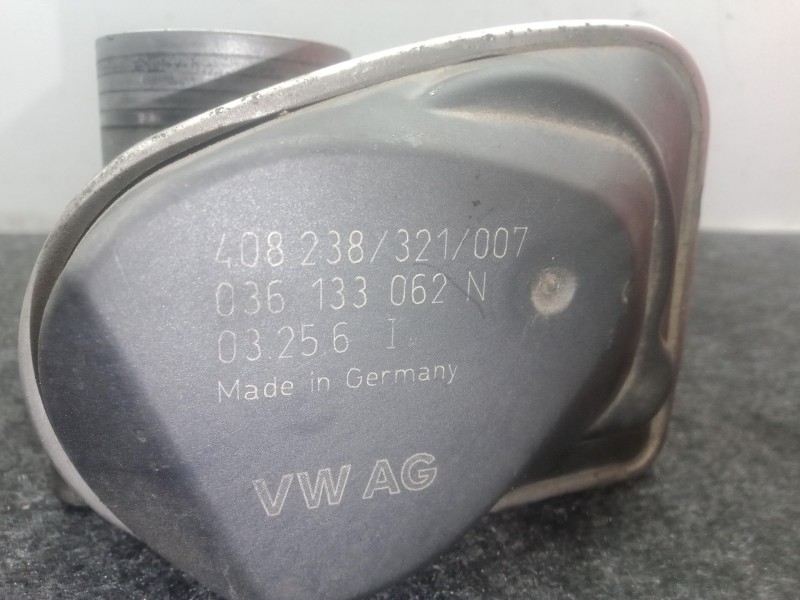 408 238/321/007
036 133 062 N
03.25.6 I
Made in Germany
VW AG